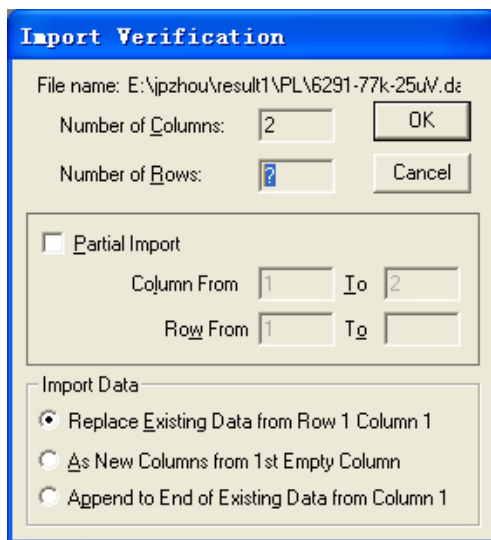 Import Verification
File name: E:\jpzhou\result1\PL\6291-77k-25uV.da
Number of Columns: 2 OK
Number of Rows: ? Cancel
Partial Import
Column From 1 To 2
Row From 1 To
Import Data
Replace Existing Data from Row 1 Column 1
As New Columns from 1st Empty Column
Append to End of Existing Data from Column 1